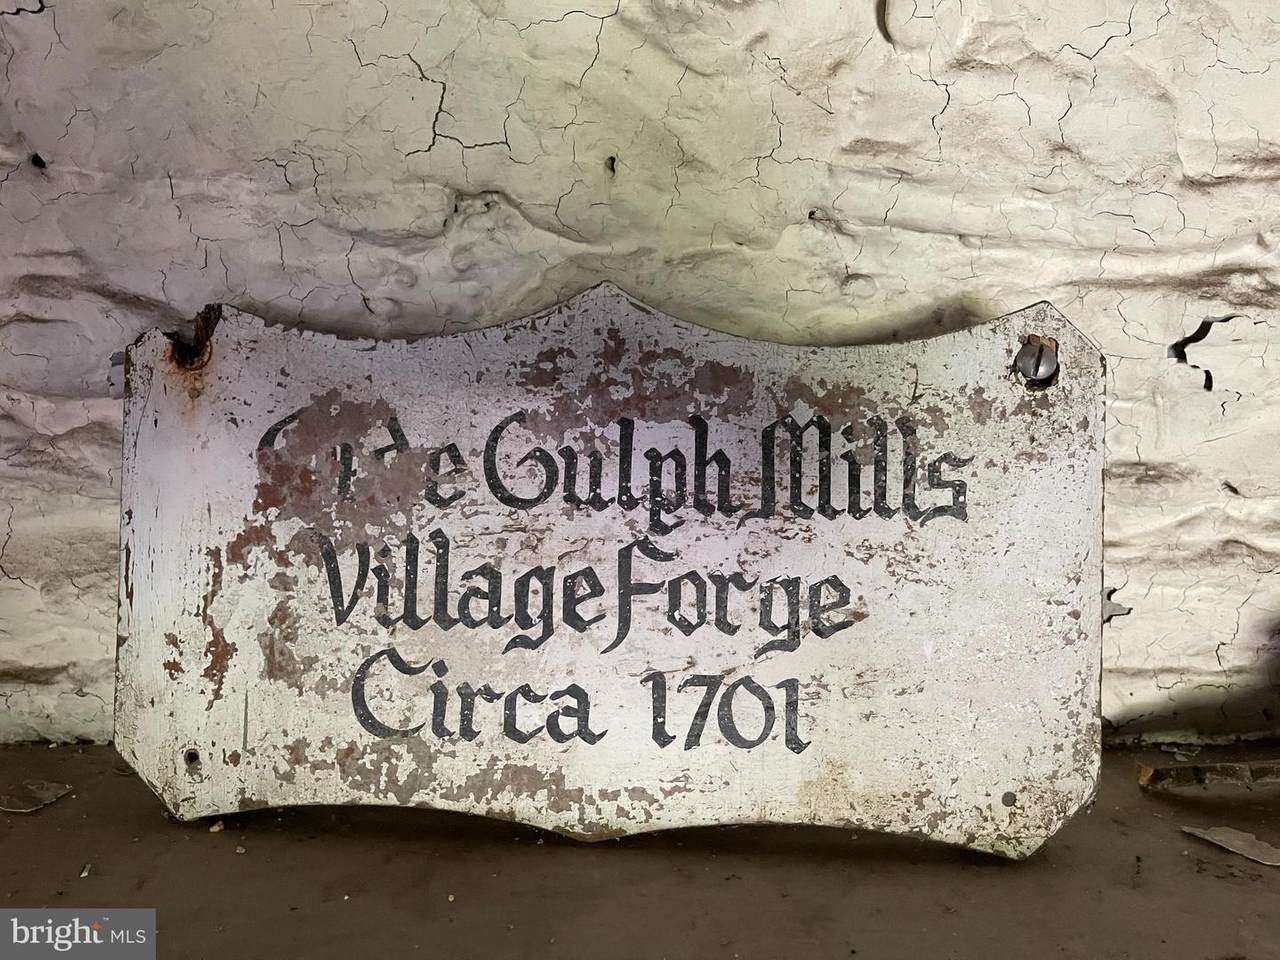 Gulph Mills
Village Forge
Circa 1701
bright MLS